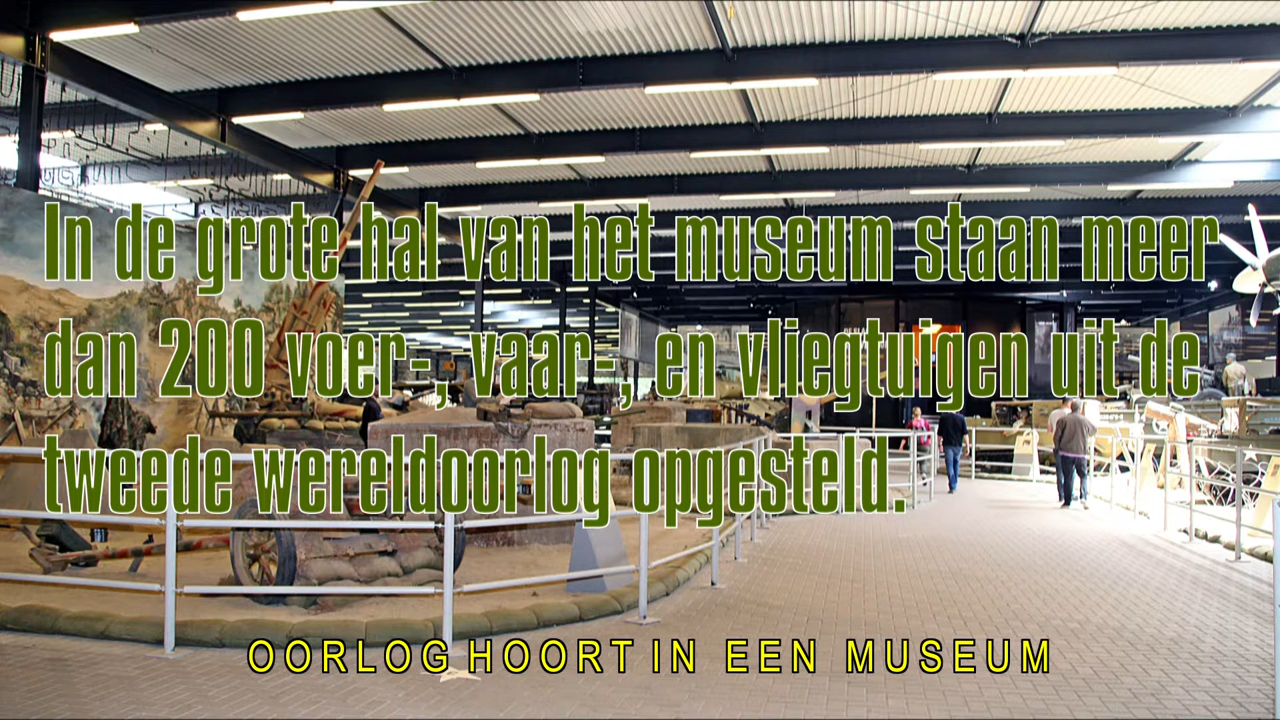 In de grote hal van het museum staan meer
dan 200 voer-, vaar-, en vliegtuigen uit de
tweede wereldoorlog opgesteld.
OORLOG HOORT IN EEN MUSEUM